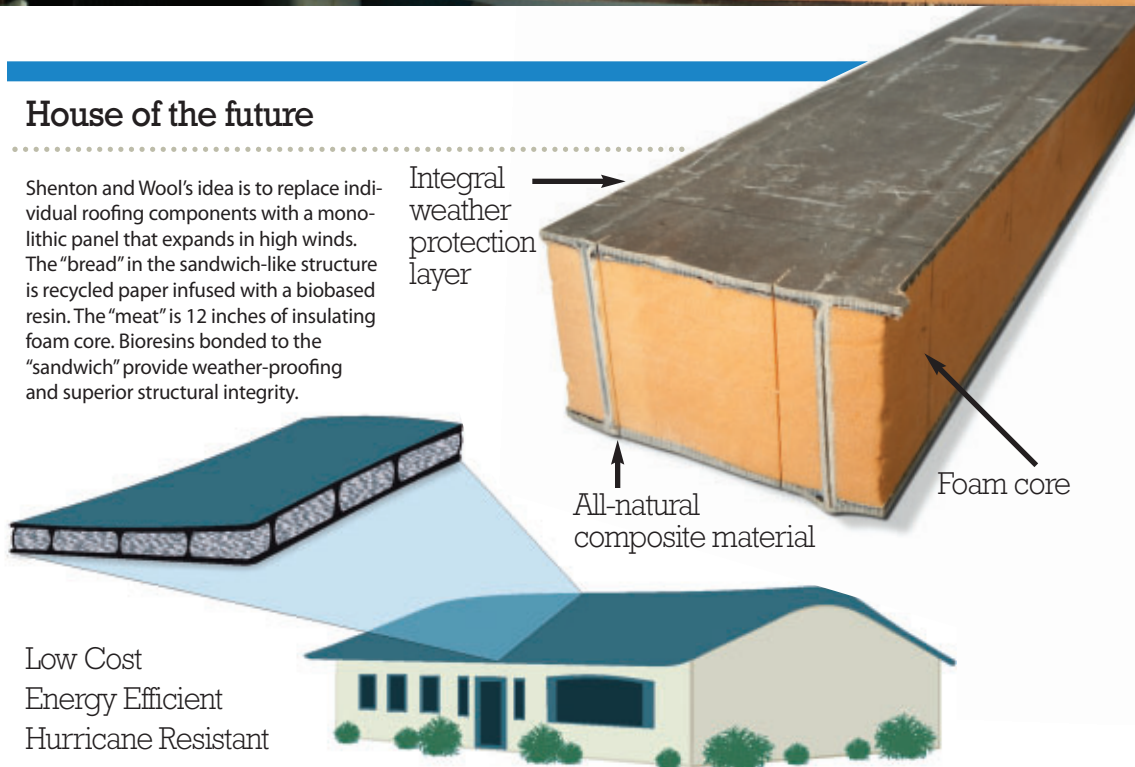 House of the future
Shenton and Wool's idea is to replace indi-
vidual roofing components with a mono-
lithic panel that expands in high winds.
The “bread” in the sandwich-like structure
is recycled paper infused with a biobased
resin. The “meat” is 12 inches of insulating
foam core. Bioresins bonded to the
“sandwich” provide weather-proofing
and superior structural integrity.
Integral
weather
protection
layer
All-natural
composite material
Foam core
Low Cost
Energy Efficient
Hurricane Resistant